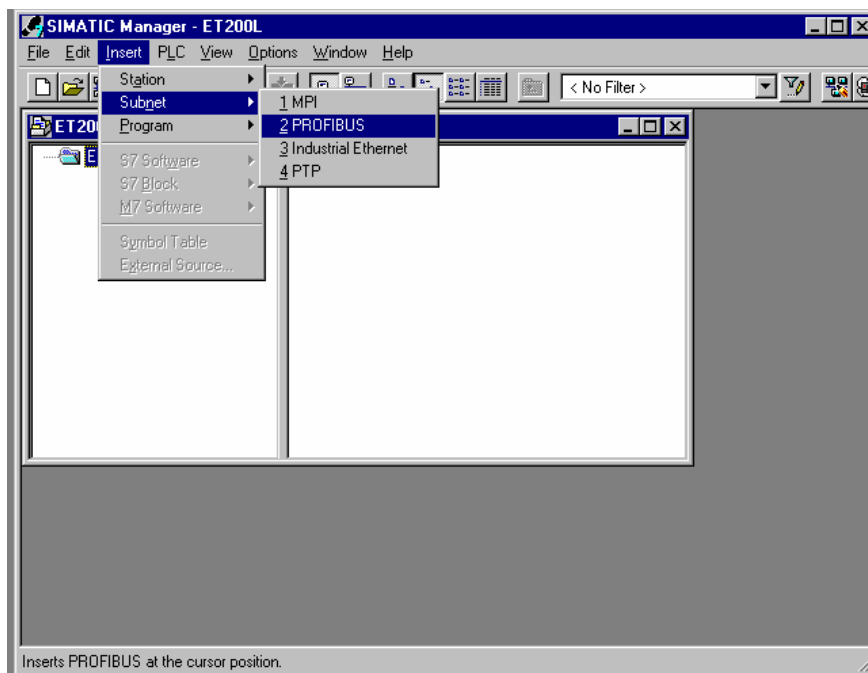 SIMATIC Manager - ET200L
File Edit Insert PLC View Options Window Help
< No Filter >
Station
Subnet
Program
S7 Software
S7 Block
M7 Software
Symbol Table
External Source...
1 MPI
2 PROFIBUS
3 Industrial Ethernet
4 PTP
ET20
E
Inserts PROFIBUS at the cursor position.